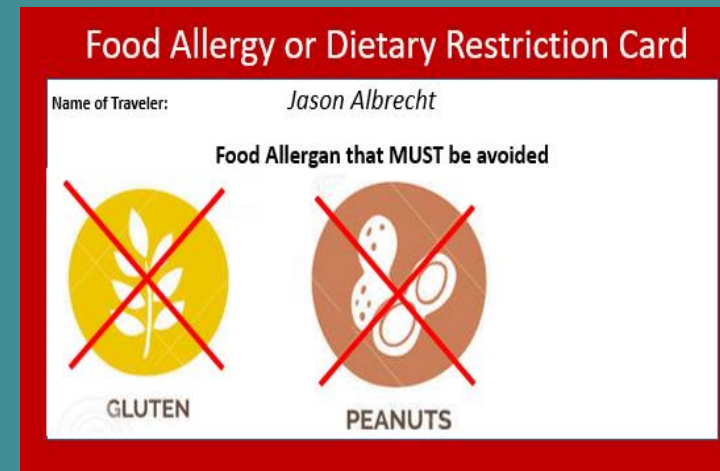 Food Allergy or Dietary Restriction Card
Name of Traveler: Jason Albrecht
Food Allergan that MUST be avoided
GLUTEN
PEANUTS